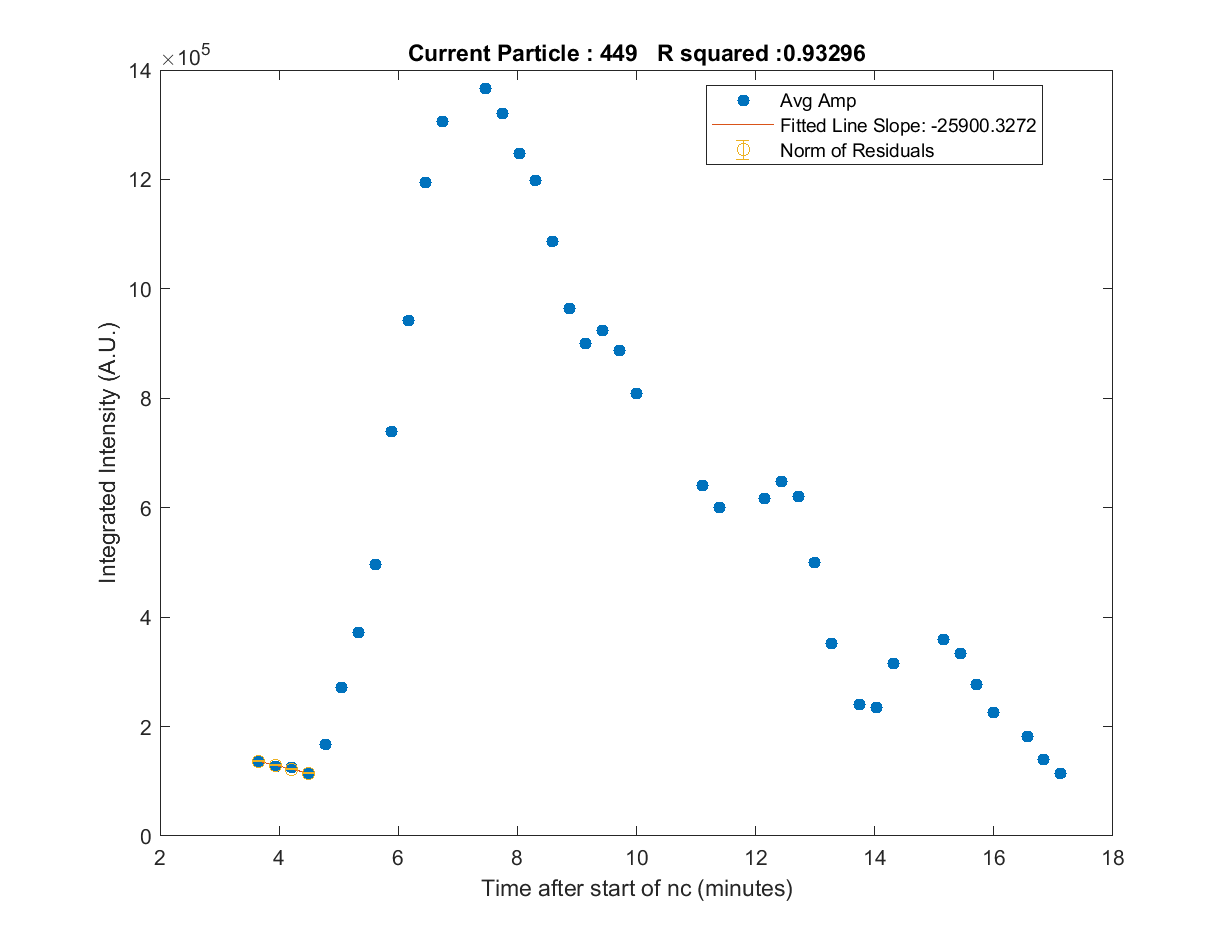 Current Particle : 449   R squared :0.93296
×10⁵
14
12
10
8
6
4
2
0
Integrated Intensity (A.U.)
Avg Amp
Fitted Line Slope: -25900.3272
Norm of Residuals
2 4 6 8 10 12 14 16 18
Time after start of nc (minutes)